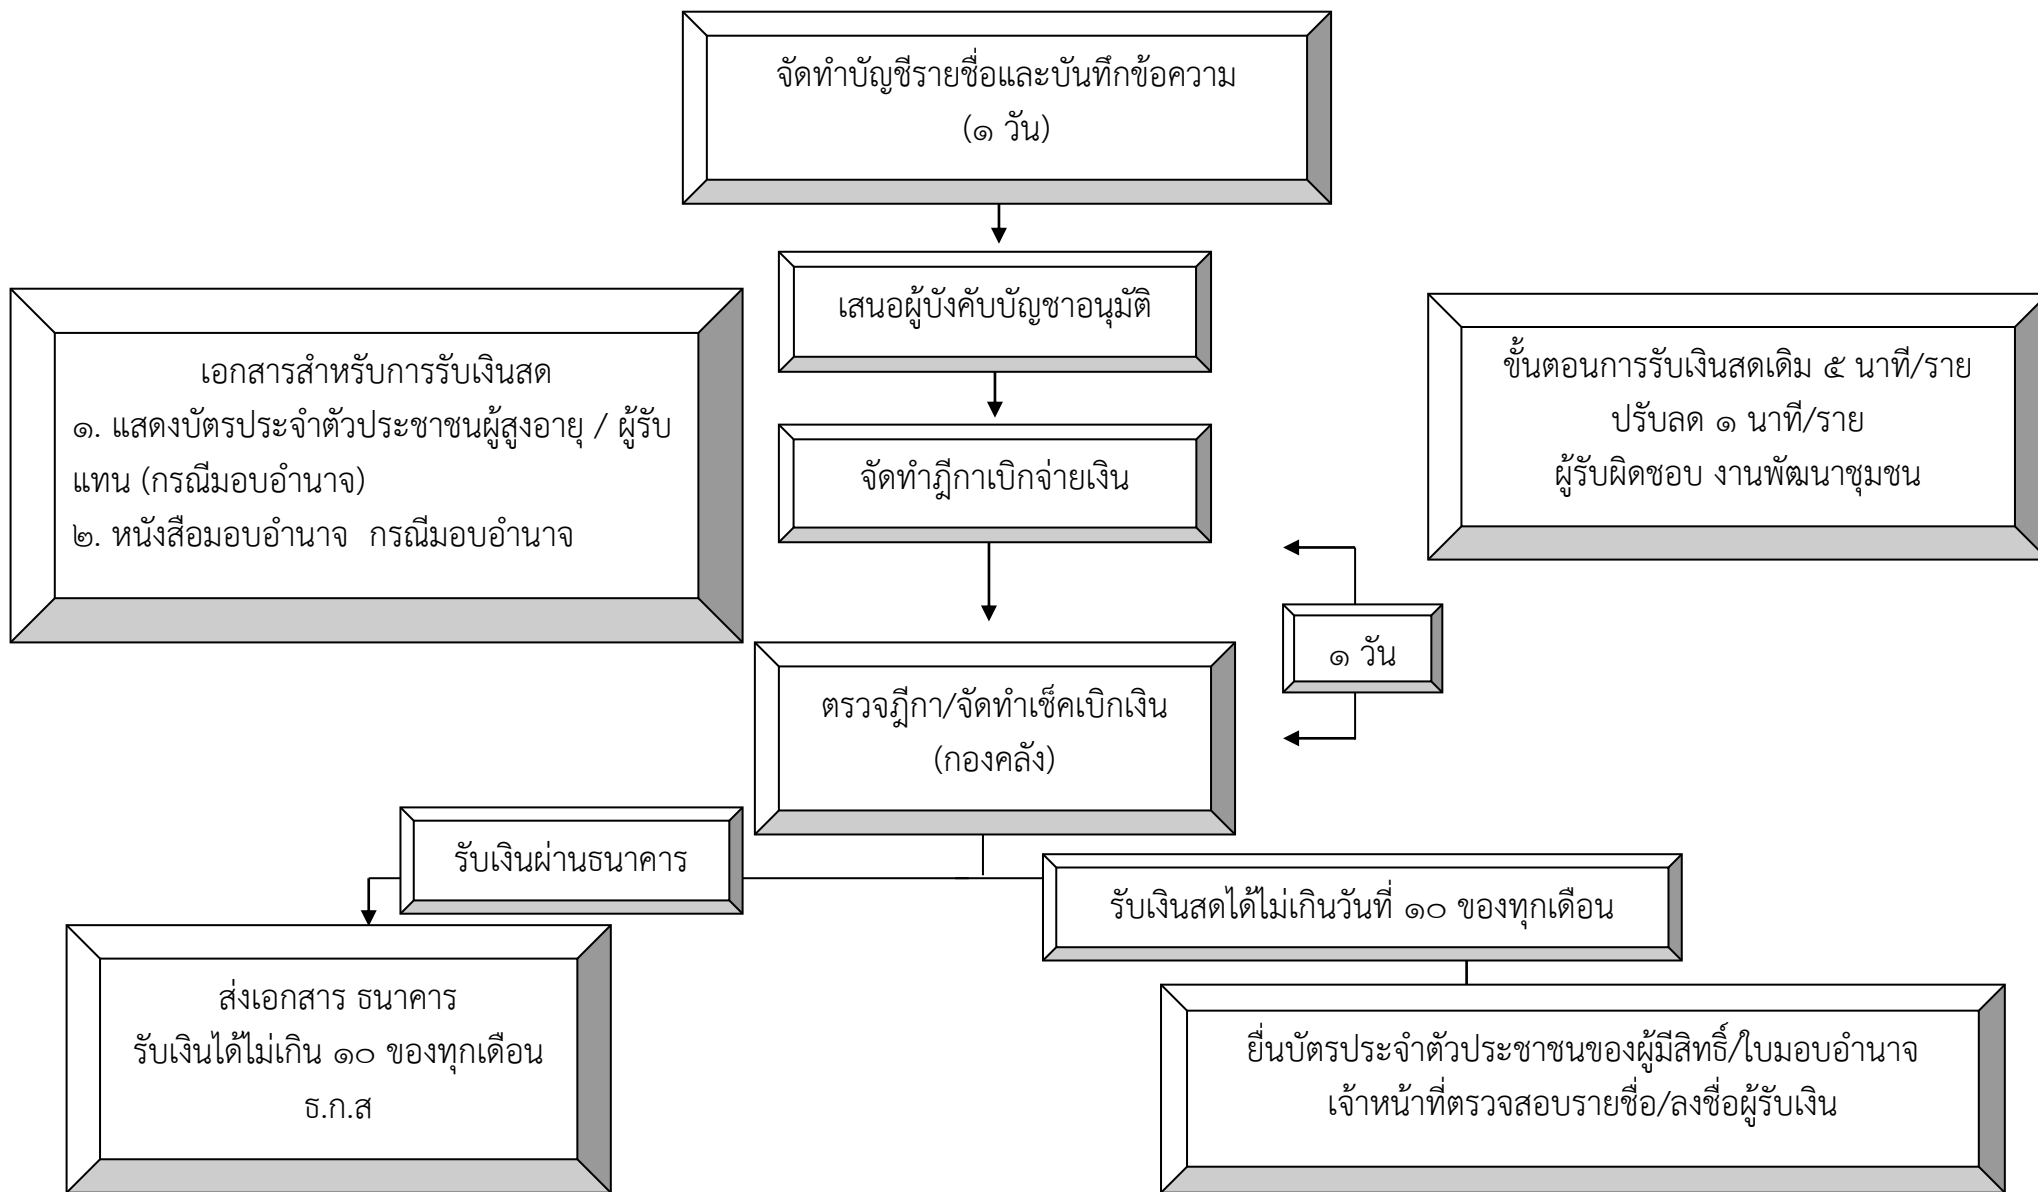 จัดทำบัญชีรายชื่อและบันทึกข้อความ
(๑ วัน)
เสนอผู้บังคับบัญชาอนุมัติ
เอกสารสำหรับการรับเงินสด
๑. แสดงบัตรประจำตัวประชาชนผู้สูงอายุ / ผู้รับ
แทน (กรณีมอบอำนาจ)
๒. หนังสือมอบอำนาจ  กรณีมอบอำนาจ
ขั้นตอนการรับเงินสดเดิม ๕ นาที/ราย
ปรับลด ๑ นาที/ราย
ผู้รับผิดชอบ งานพัฒนาชุมชน
จัดทำฎีกาเบิกจ่ายเงิน
๑ วัน
ตรวจฎีกา/จัดทำเช็คเบิกเงิน
(กองคลัง)
รับเงินผ่านธนาคาร
รับเงินสดได้ไม่เกินวันที่ ๑๐ ของทุกเดือน
ส่งเอกสาร ธนาคาร
รับเงินได้ไม่เกิน ๑๐ ของทุกเดือน
ธ.ก.ส
ยื่นบัตรประจำตัวประชาชนของผู้มีสิทธิ์/ใบมอบอำนาจ
เจ้าหน้าที่ตรวจสอบรายชื่อ/ลงชื่อผู้รับเงิน